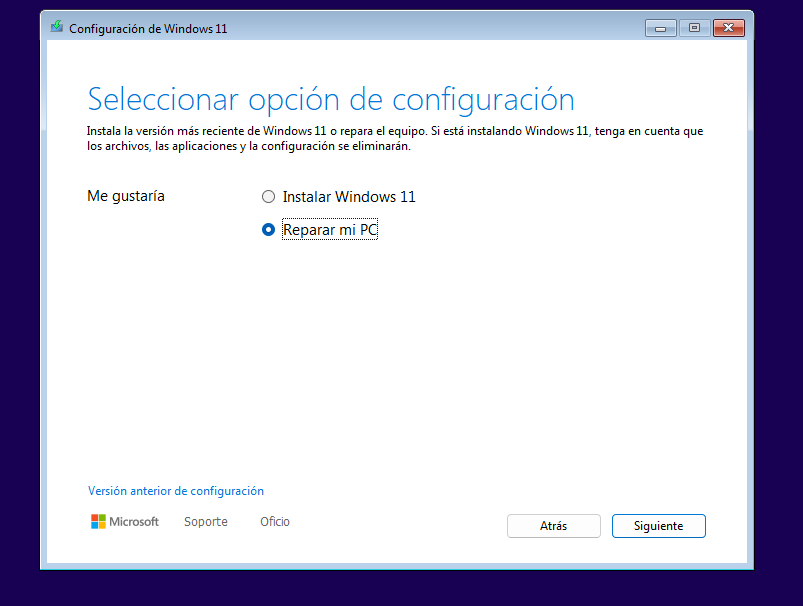 Configuración de Windows 11
Seleccionar opción de configuración
Instala la versión más reciente de Windows 11 o repara el equipo. Si está instalando Windows 11, tenga en cuenta que
los archivos, las aplicaciones y la configuración se eliminarán.
Me gustaría
Instalar Windows 11
Reparar mi PC
Versión anterior de configuración
Microsoft
Soporte
Oficio
Atrás
Siguiente